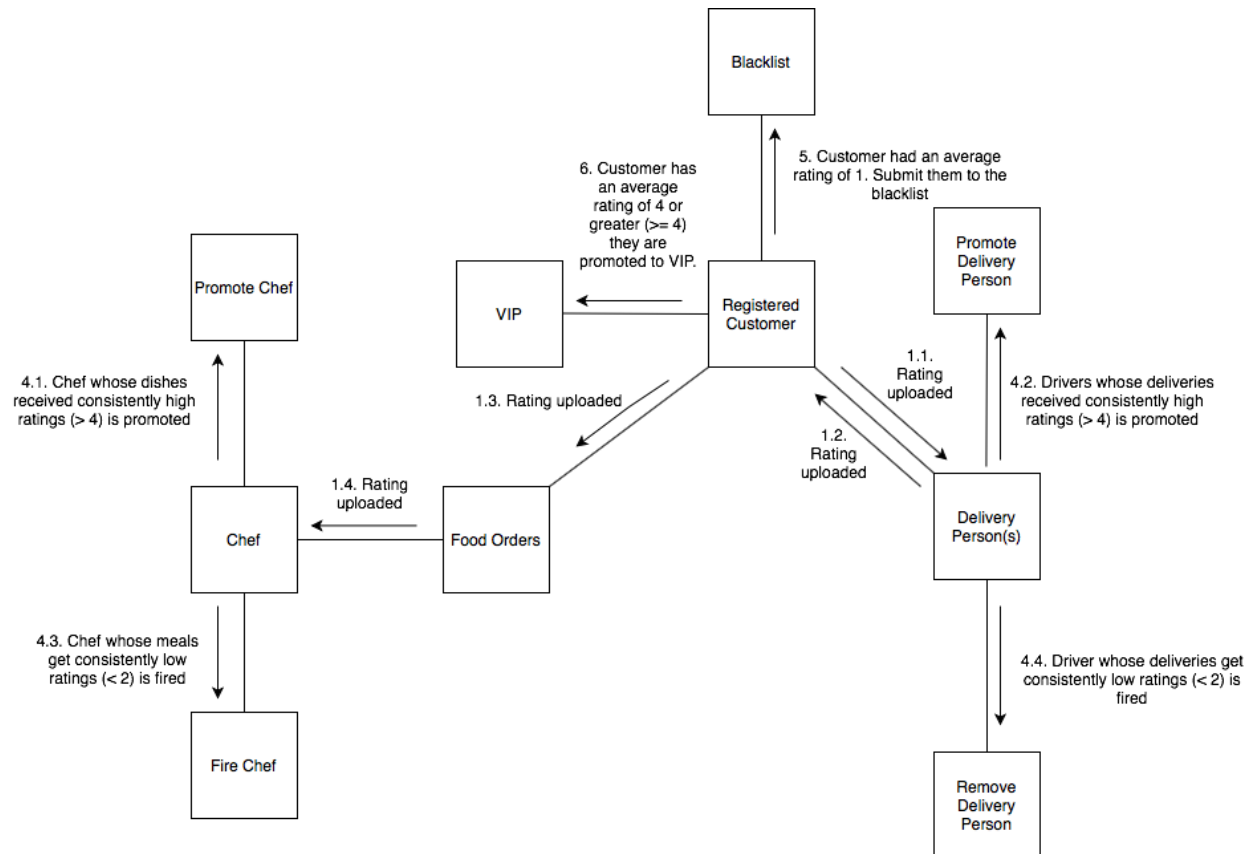 Blacklist
6. Customer has
an average
rating of 4 or
greater (>= 4)
they are
promoted to VIP.
5. Customer had an average
rating of 1. Submit them to the
blacklist
Promote
Delivery
Person
Promote Chef
VIP
Registered
Customer
4.1. Chef whose dishes
received consistently high
ratings (> 4) is promoted
1.3. Rating uploaded
1.1.
Rating
uploaded
4.2. Drivers whose deliveries
received consistently high
ratings (> 4) is promoted
1.2.
Rating
uploaded
1.4. Rating
uploaded
Chef
Food Orders
Delivery
Person(s)
4.3. Chef whose meals
get consistently low
ratings (< 2) is fired
4.4. Driver whose deliveries get
consistently low ratings (< 2) is
fired
Fire Chef
Remove
Delivery
Person